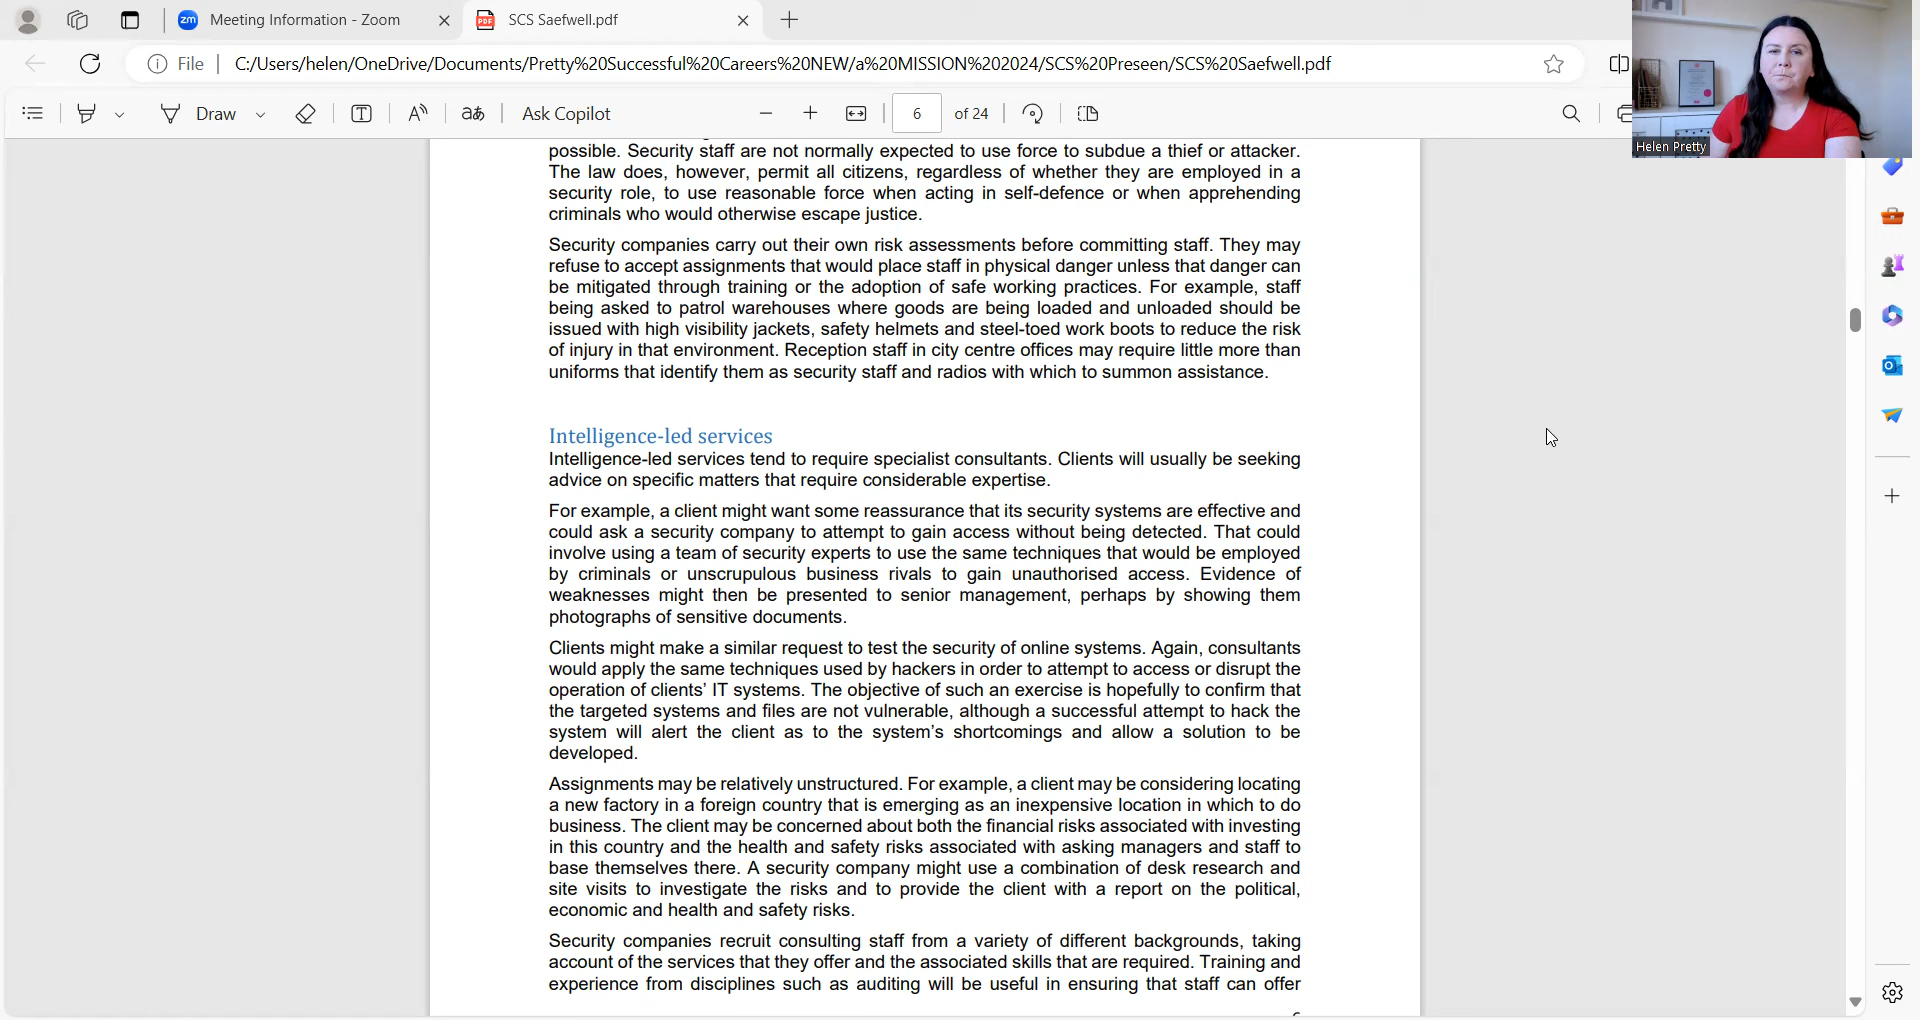 zm Meeting Information - Zoom
PDF SCS Saefwell.pdf
File C:/Users/helen/OneDrive/Documents/Pretty%20Successful%20Careers%20NEW/a%20MISSION%202024/SCS%20Preseen/SCS%20Saefwell.pdf
Draw
T
A
aあ
Ask Copilot
6 of 24
Helen Pretty
possible. Security staff are not normally expected to use force to subdue a thief or attacker.
The law does, however, permit all citizens, regardless of whether they are employed in a
security role, to use reasonable force when acting in self-defence or when apprehending
criminals who would otherwise escape justice.
Security companies carry out their own risk assessments before committing staff. They may
refuse to accept assignments that would place staff in physical danger unless that danger can
be mitigated through training or the adoption of safe working practices. For example, staff
being asked to patrol warehouses where goods are being loaded and unloaded should be
issued with high visibility jackets, safety helmets and steel-toed work boots to reduce the risk
of injury in that environment. Reception staff in city centre offices may require little more than
uniforms that identify them as security staff and radios with which to summon assistance.
Intelligence-led services
Intelligence-led services tend to require specialist consultants. Clients will usually be seeking
advice on specific matters that require considerable expertise.
For example, a client might want some reassurance that its security systems are effective and
could ask a security company to attempt to gain access without being detected. That could
involve using a team of security experts to use the same techniques that would be employed
by criminals or unscrupulous business rivals to gain unauthorised access. Evidence of
weaknesses might then be presented to senior management, perhaps by showing them
photographs of sensitive documents.
Clients might make a similar request to test the security of online systems. Again, consultants
would apply the same techniques used by hackers in order to attempt to access or disrupt the
operation of clients’ IT systems. The objective of such an exercise is hopefully to confirm that
the targeted systems and files are not vulnerable, although a successful attempt to hack the
system will alert the client as to the system’s shortcomings and allow a solution to be
developed.
Assignments may be relatively unstructured. For example, a client may be considering locating
a new factory in a foreign country that is emerging as an inexpensive location in which to do
business. The client may be concerned about both the financial risks associated with investing
in this country and the health and safety risks associated with asking managers and staff to
base themselves there. A security company might use a combination of desk research and
site visits to investigate the risks and to provide the client with a report on the political,
economic and health and safety risks.
Security companies recruit consulting staff from a variety of different backgrounds, taking
account of the services that they offer and the associated skills that are required. Training and
experience from disciplines such as auditing will be useful in ensuring that staff can offer